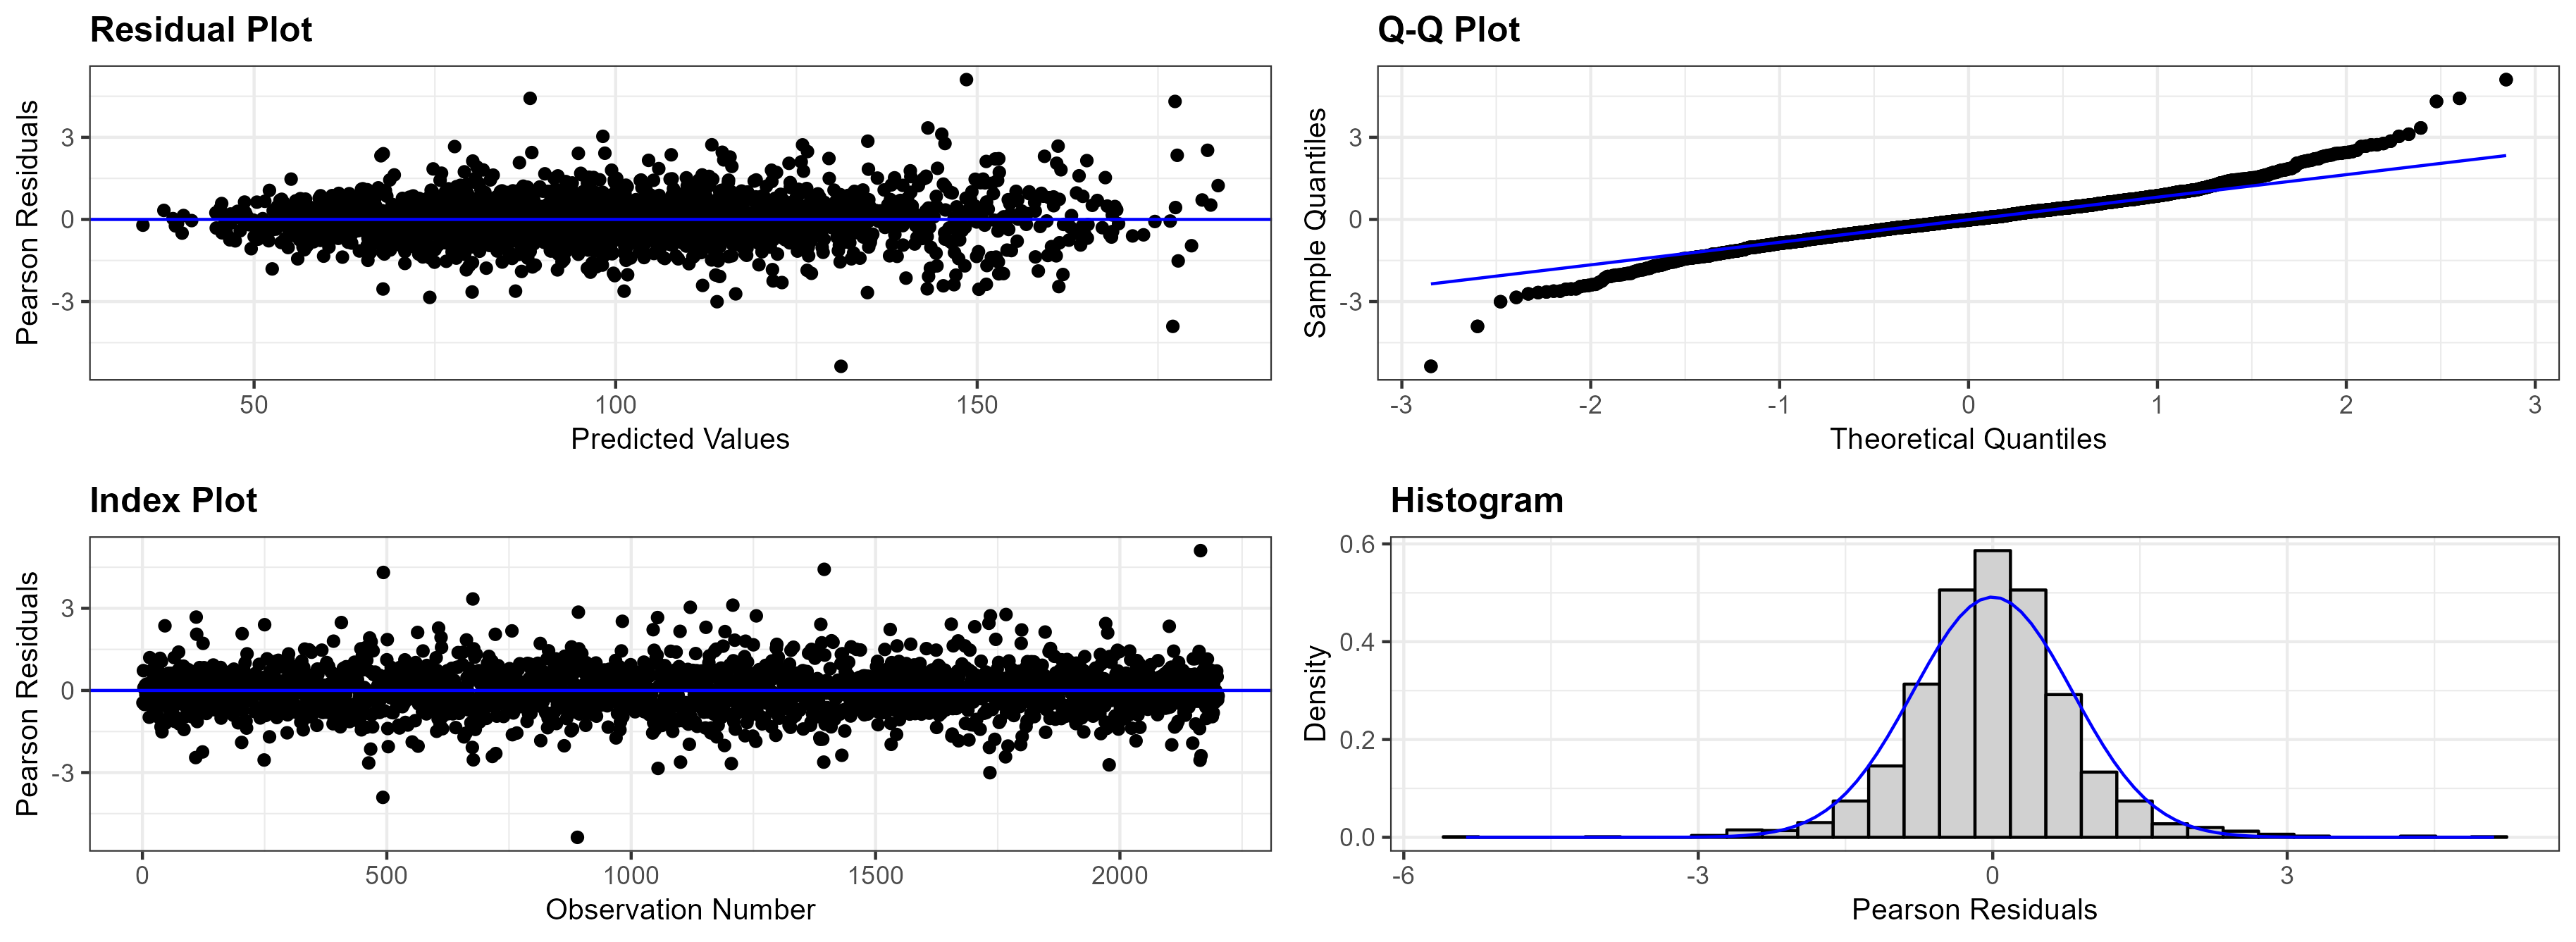 Residual Plot
Pearson Residuals
3
0
-3
50 100 150
Predicted Values
Q-Q Plot
Sample Quantiles
3
0
-3
-3 -2 -1 0 1 2 3
Theoretical Quantiles
Index Plot
Pearson Residuals
3
0
-3
0 500 1000 1500 2000
Observation Number
Histogram
Density
0.6
0.4
0.2
0.0
-6 -3 0 3
Pearson Residuals